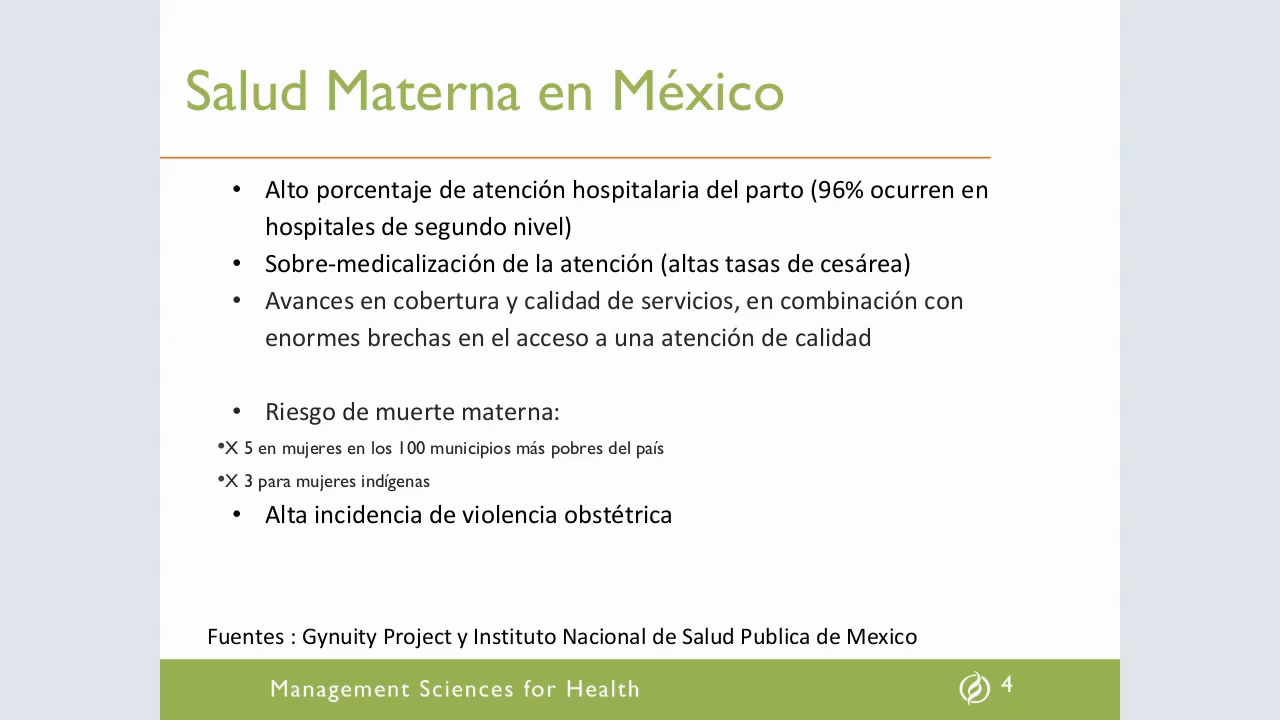 Salud Materna en México
• Alto porcentaje de atención hospitalaria del parto (96% ocurren en
hospitales de segundo nivel)
• Sobre-medicalización de la atención (altas tasas de cesárea)
• Avances en cobertura y calidad de servicios, en combinación con
enormes brechas en el acceso a una atención de calidad
• Riesgo de muerte materna:
•X 5 en mujeres en los 100 municipios más pobres del país
•X 3 para mujeres indígenas
• Alta incidencia de violencia obstétrica
Fuentes : Gynuity Project y Instituto Nacional de Salud Publica de Mexico
Management Sciences for Health
4